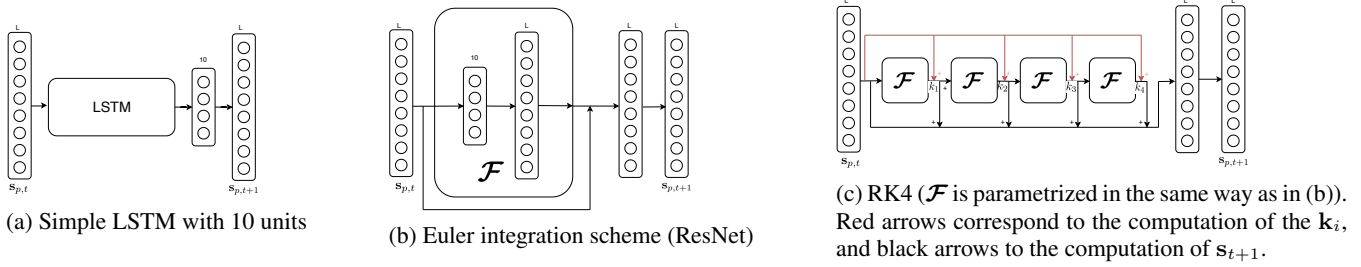 L
10
L
LSTM
s_{p,t}
s_{p,t+1}
(a) Simple LSTM with 10 units
L
10
L
L
L
𝓕
s_{p,t}
s_{p,t+1}
(b) Euler integration scheme (ResNet)
L
L
L
𝓕
k_1
+
𝓕
k_2
𝓕
k_3
𝓕
k_4
+
+
+
+
s_{p,t}
s_{p,t+1}
(c) RK4 (𝓕 is parametrized in the same way as in (b)).
Red arrows correspond to the computation of the k_i,
and black arrows to the computation of s_{t+1}.